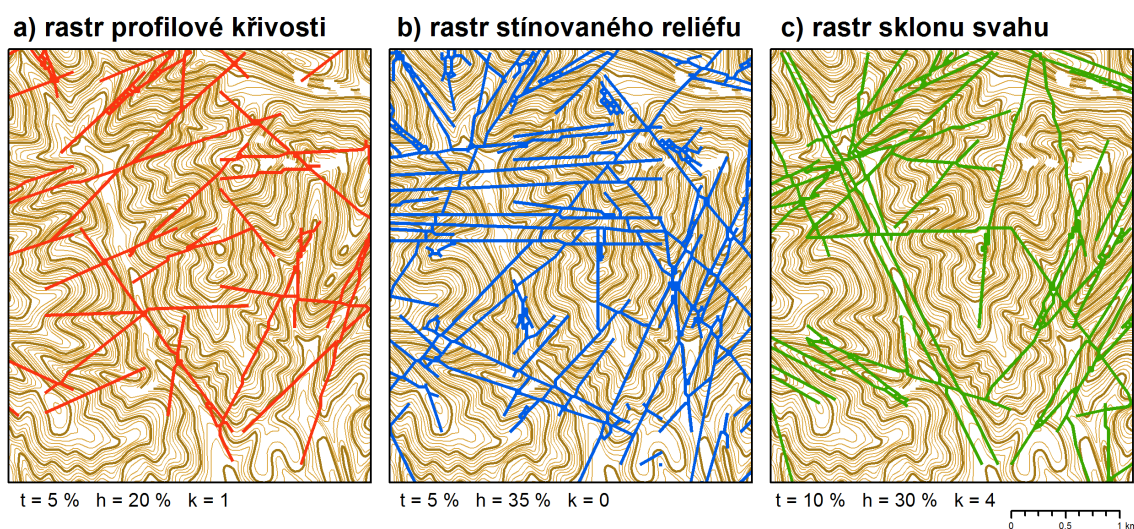 a) rastr profilové křivosti
b) rastr stínovaného reliéfu
c) rastr sklonu svahu
t = 5 % h = 20 % k = 1
t = 5 % h = 35 % k = 0
t = 10 % h = 30 % k = 4
0 0.5 1 km